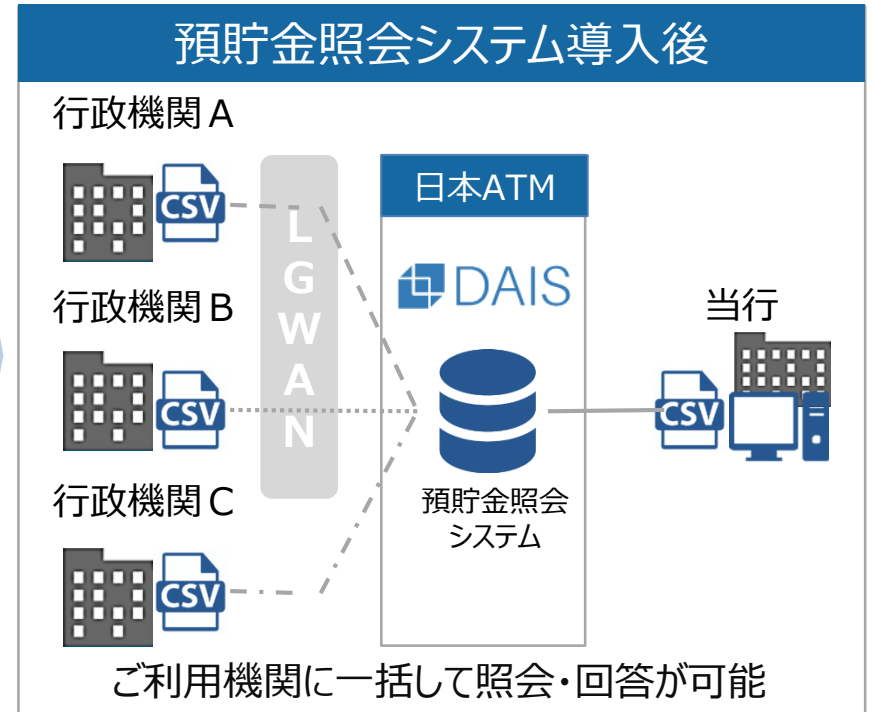 預貯金照会システム導入後
行政機関A
CSV
行政機関B
CSV
行政機関C
CSV
LGWAN
日本ATM
DAIS
預貯金照会
システム
当行
CSV
ご利用機関に一括して照会・回答が可能